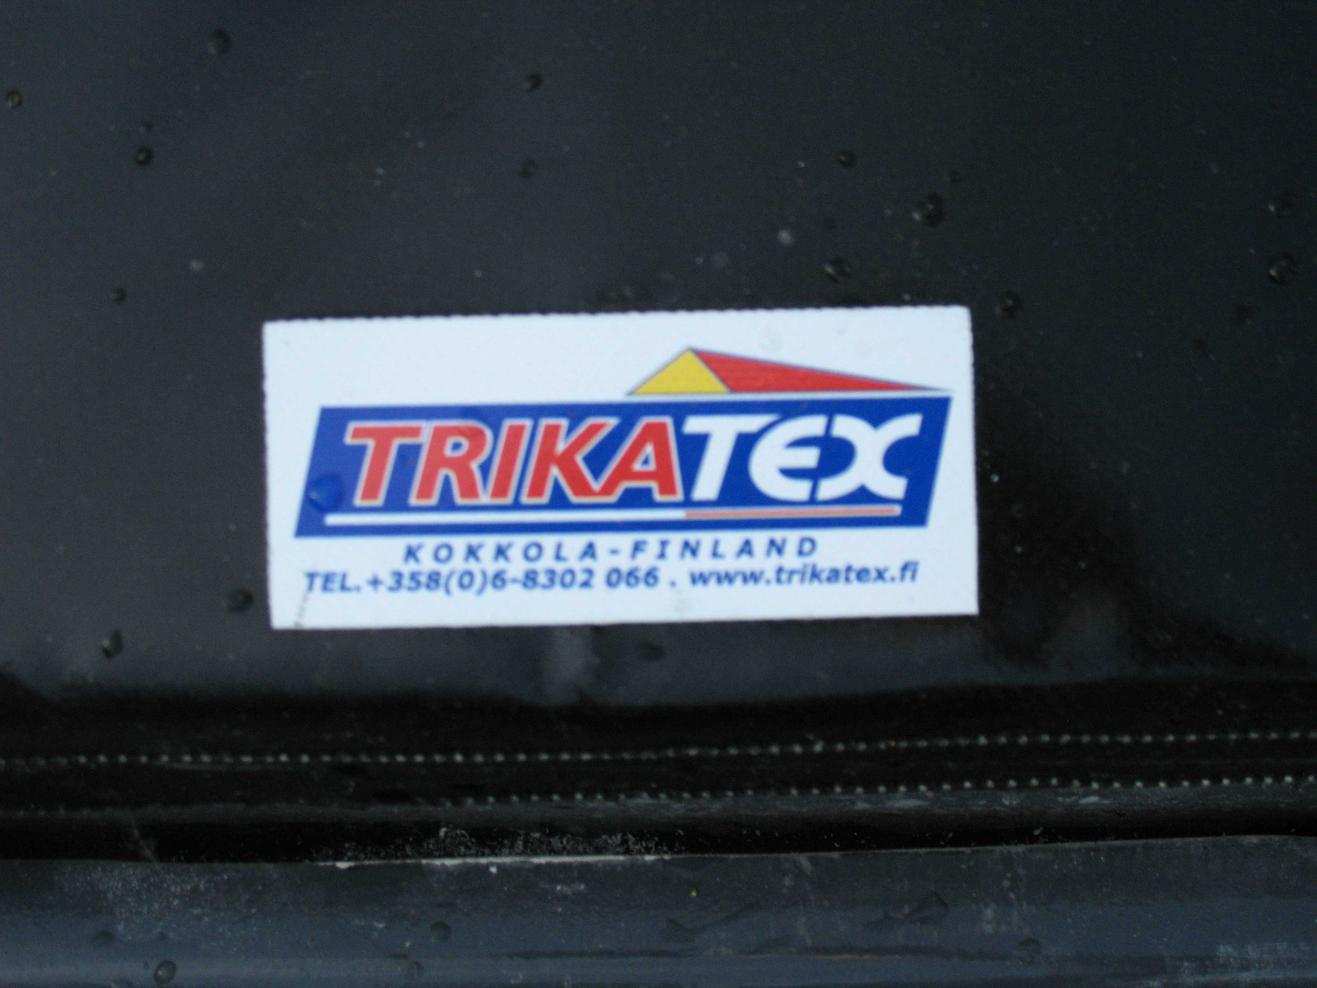 TRIKATEX
KOKKOLA-FINLAND
TEL.+358(0)6-8302 066 . www.trikatex.fi